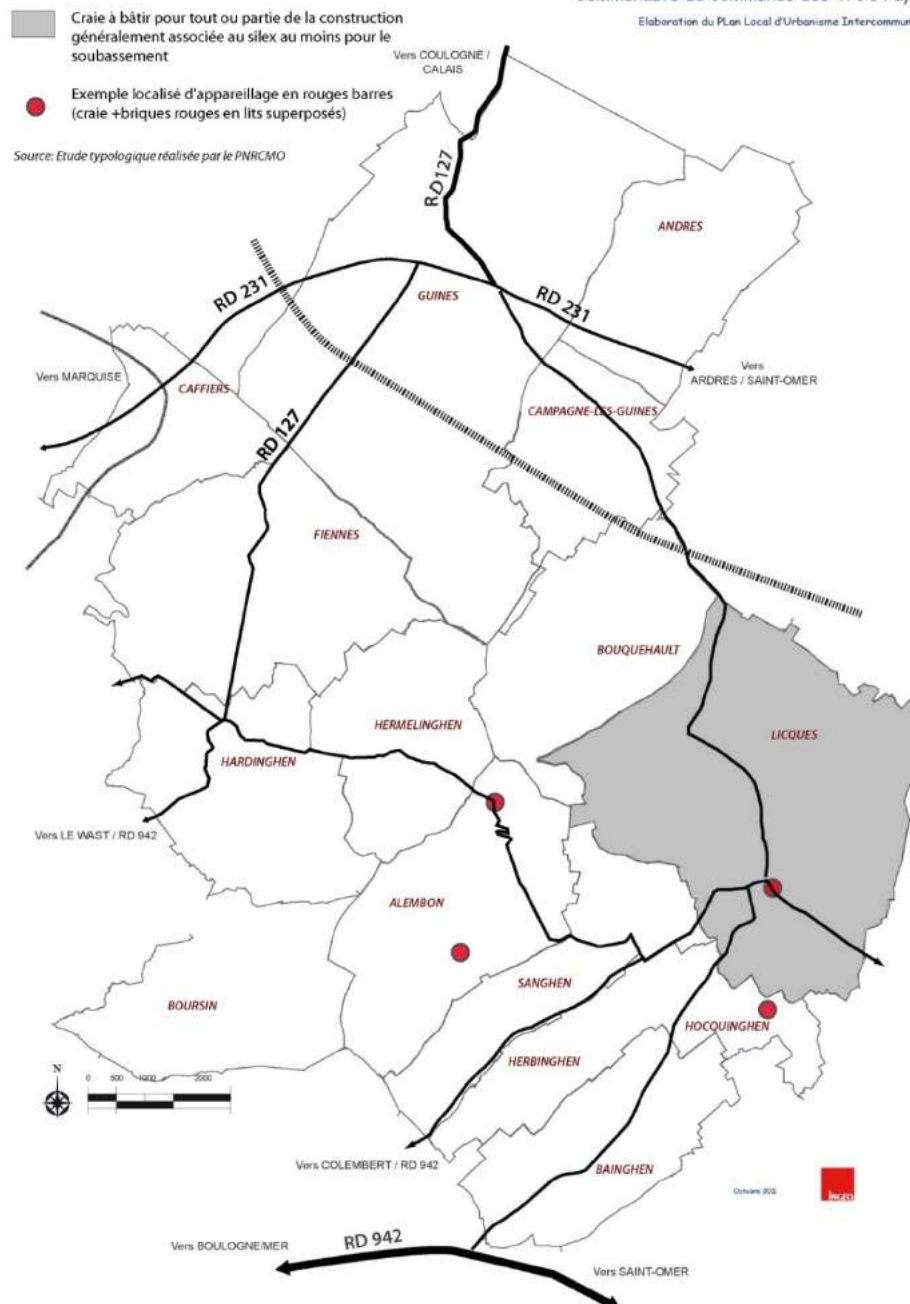 Elaboration du PLan Local d'Urbanisme Intercommun
Craie à bâtir pour tout ou partie de la construction
généralement associée au silex au moins pour le
soubassement
Exemple localisé d'appareillage en rouges barres
(craie +briques rouges en lits superposés)
Source: Etude typologique réalisée par le PNRCMO
Vers COULOGNE /
CALAIS
RD127
ANDRES
RD 231
GUINES
RD 231
Vers MARQUISE
CAFFIERS
Vers
ARDRES / SAINT-OMER
CAMPAGNE-LES-GUINES
RD 127
FIENNES
BOUQUEHAULT
LICQUES
HERMELINGHEN
HARDINGHEN
Vers LE WAST / RD 942
ALEMBON
SANGHEN
BOURSIN
HOCQUINGHEN
HERBINGHEN
N
0 500 1000 2000
Vers COLEMBERT / RD 942
BAINGHEN
Octobre 2011
INGEO
RD 942
Vers BOULOGNE/MER
Vers SAINT-OMER